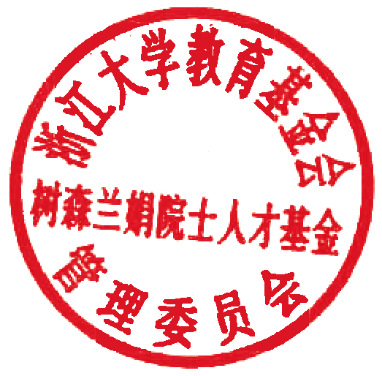 浙江大学教育基金会
树森兰娟院士人才基金
管理委员会